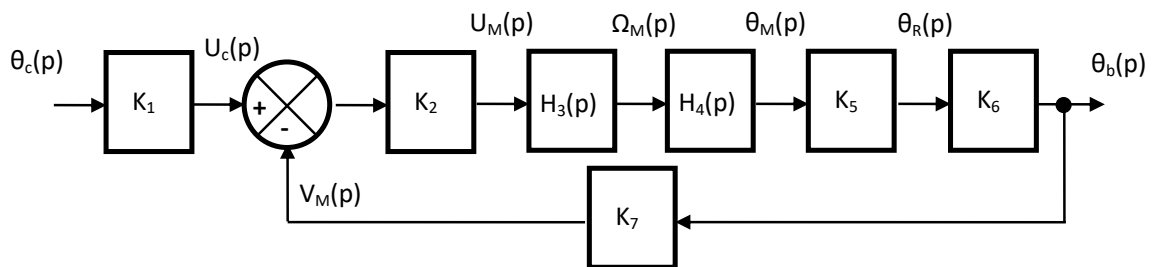 θc(p)
K1
Uc(p)
+
-
K2
UM(p)
H3(p)
ΩM(p)
H4(p)
θM(p)
K5
θR(p)
K6
θb(p)
VM(p)
K7